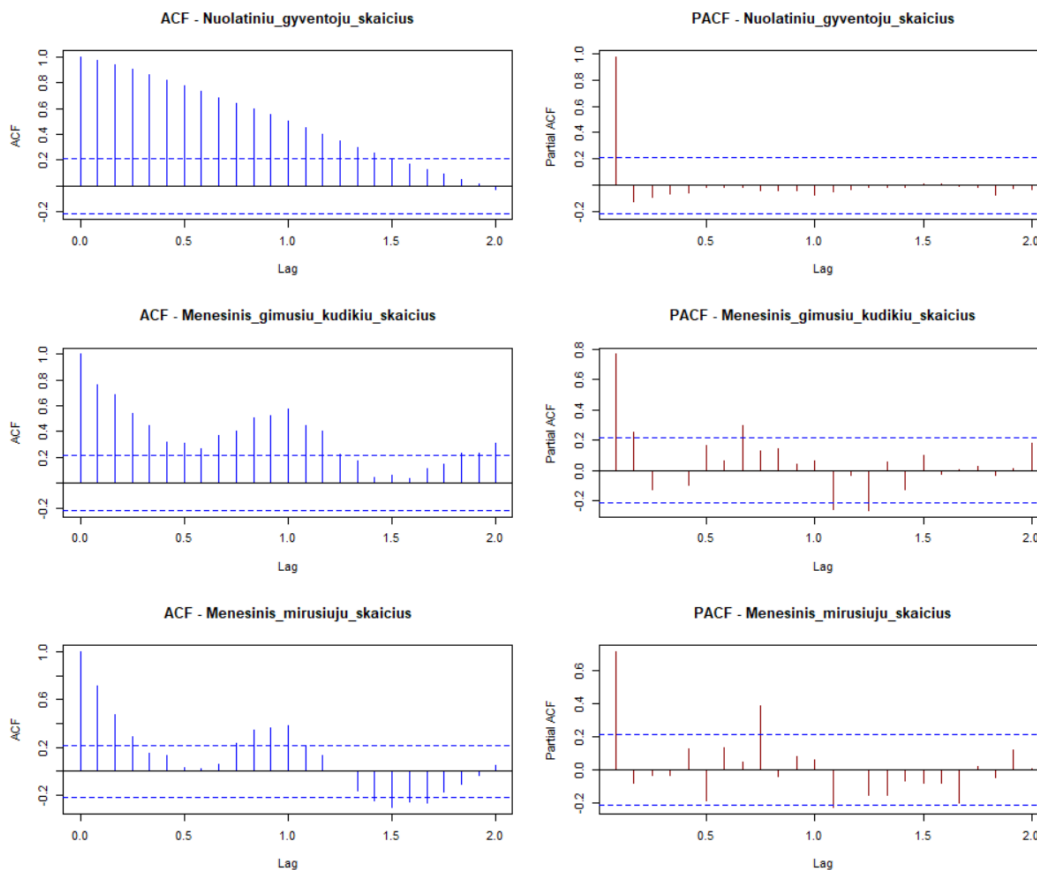 ACF - Nuolatiniu_gyventoju_skaicius
ACF
1.0
0.8
0.6
0.4
0.2
-0.2
0.0 0.5 1.0 1.5 2.0
Lag
PACF - Nuolatiniu_gyventoju_skaicius
Partial ACF
1.0
0.8
0.6
0.4
0.2
-0.2
0.5 1.0 1.5 2.0
Lag
ACF - Menesinis_gimusiu_kudikiu_skaicius
ACF
1.0
0.8
0.6
0.4
0.2
-0.2
0.0 0.5 1.0 1.5 2.0
Lag
PACF - Menesinis_gimusiu_kudikiu_skaicius
Partial ACF
0.8
0.6
0.4
0.2
0.0
-0.2
0.5 1.0 1.5 2.0
Lag
ACF - Menesinis_mirusiuju_skaicius
ACF
1.0
0.6
0.2
-0.2
0.0 0.5 1.0 1.5 2.0
Lag
PACF - Menesinis_mirusiuju_skaicius
Partial ACF
0.6
0.4
0.2
0.0
-0.2
0.5 1.0 1.5 2.0
Lag